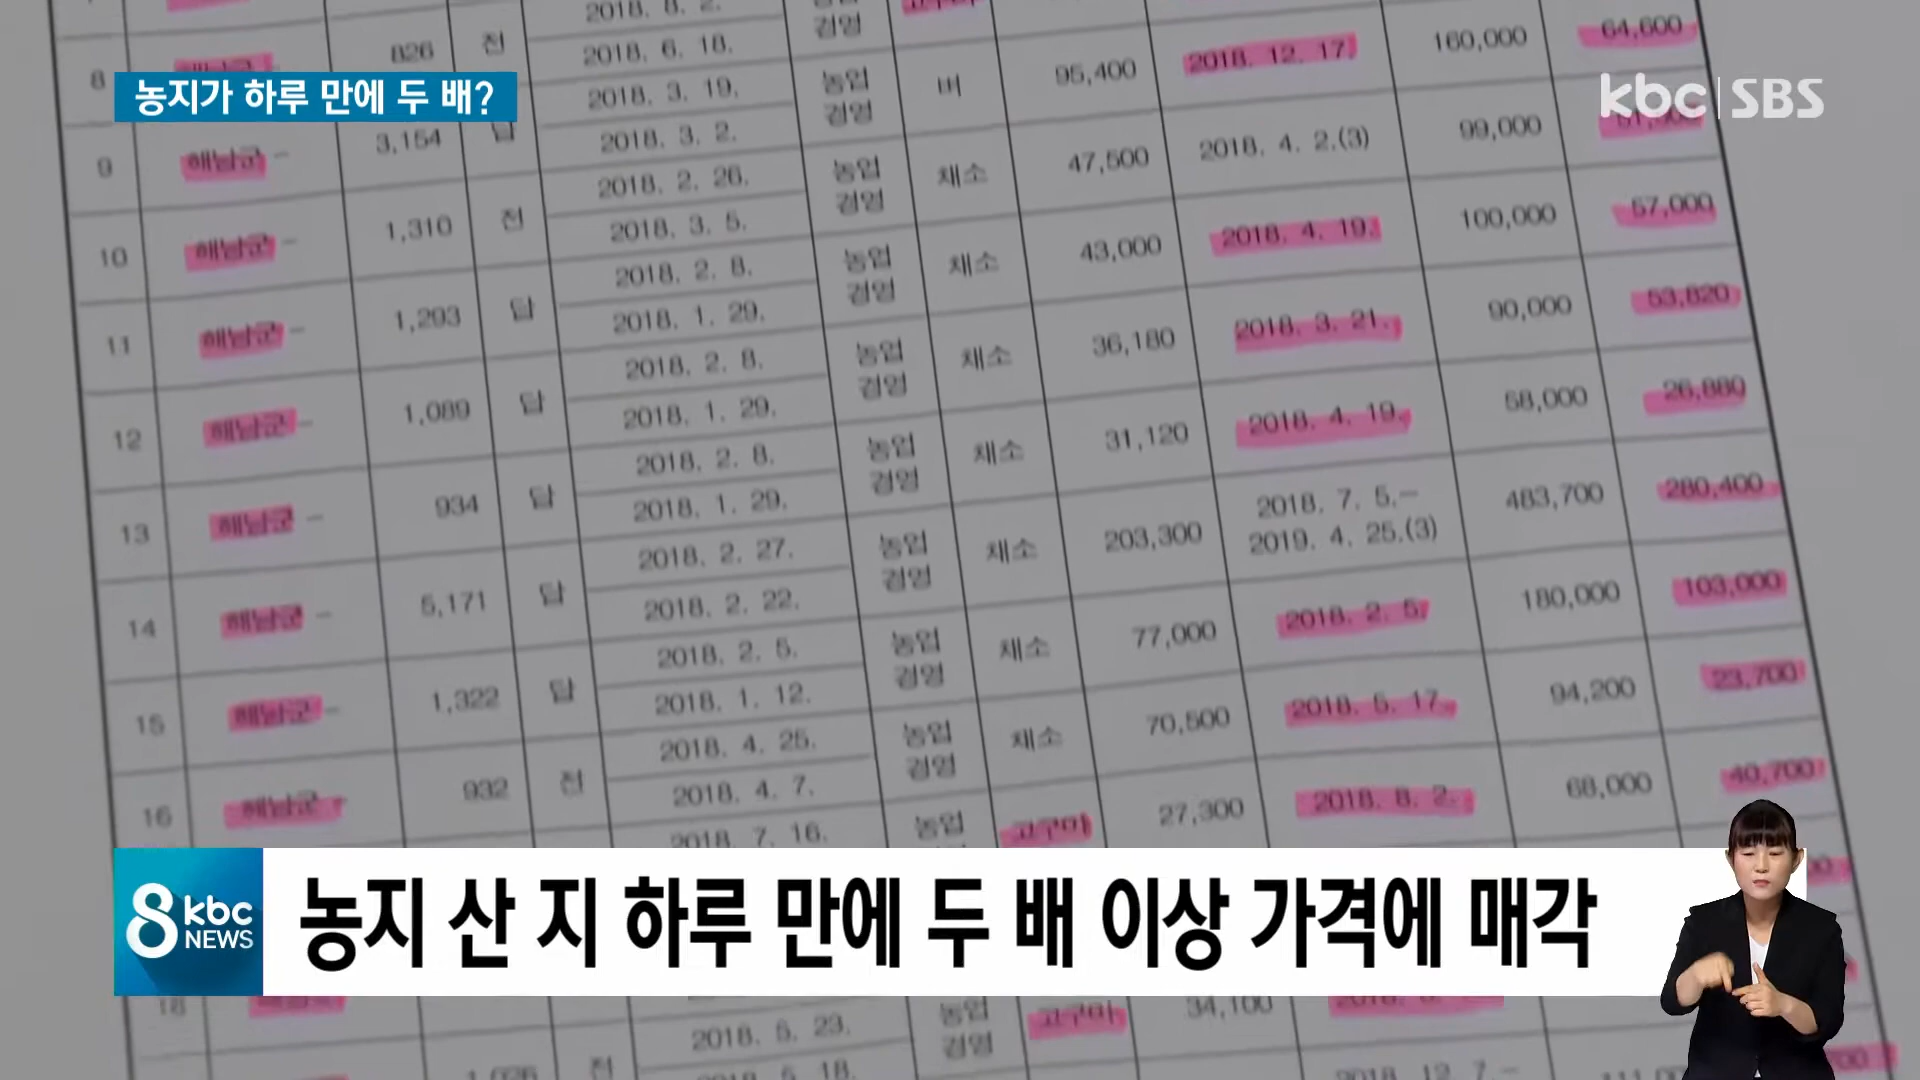 2018. 8. 2.
826 전 2018. 6. 18. 경영
8 2018. 3. 19. 농업 경영 벼 95,400 2018. 12. 17. 160,000 64,600
농지가 하루 만에 두 배?
kbc SBS
3,154 답 2018. 3. 2.
9 해남군 - 2018. 2. 26. 농업 경영 채소 47,500 2018. 4. 2.(3) 99,000
1,310 전 2018. 3. 5.
10 해남군 - 2018. 2. 8. 농업 경영 채소 43,000 2018. 4. 19. 100,000 57,000
1,293 답 2018. 1. 29.
11 해남군 - 2018. 2. 8. 농업 경영 채소 36,180 2018. 3. 21. 90,000 53,820
1,089 답 2018. 1. 29.
12 해남군 - 2018. 2. 8. 농업 경영 채소 31,120 2018. 4. 19. 58,000 26,880
934 답 2018. 1. 29.
13 해남군 - 2018. 2. 27. 농업 경영 채소 203,300 2018. 7. 5.- 2019. 4. 25.(3) 483,700 280,400
5,171 답 2018. 2. 22.
14 해남군 - 2018. 2. 5. 농업 경영 채소 77,000 2018. 2. 5. 180,000 103,000
1,322 답 2018. 1. 12.
15 해남군 - 2018. 4. 25. 농업 경영 채소 70,500 2018. 5. 17. 94,200 23,700
932 전 2018. 4. 7.
16 해남군 - 2018. 7. 16. 농업 고구마 27,300 2018. 8. 2. 68,000 40,700
8 kbc NEWS
농지 산 지 하루 만에 두 배 이상 가격에 매각
18 농업 경영 고구마 34,100
2018. 5. 23.
전 5. 18. 2018. 12. 7.-